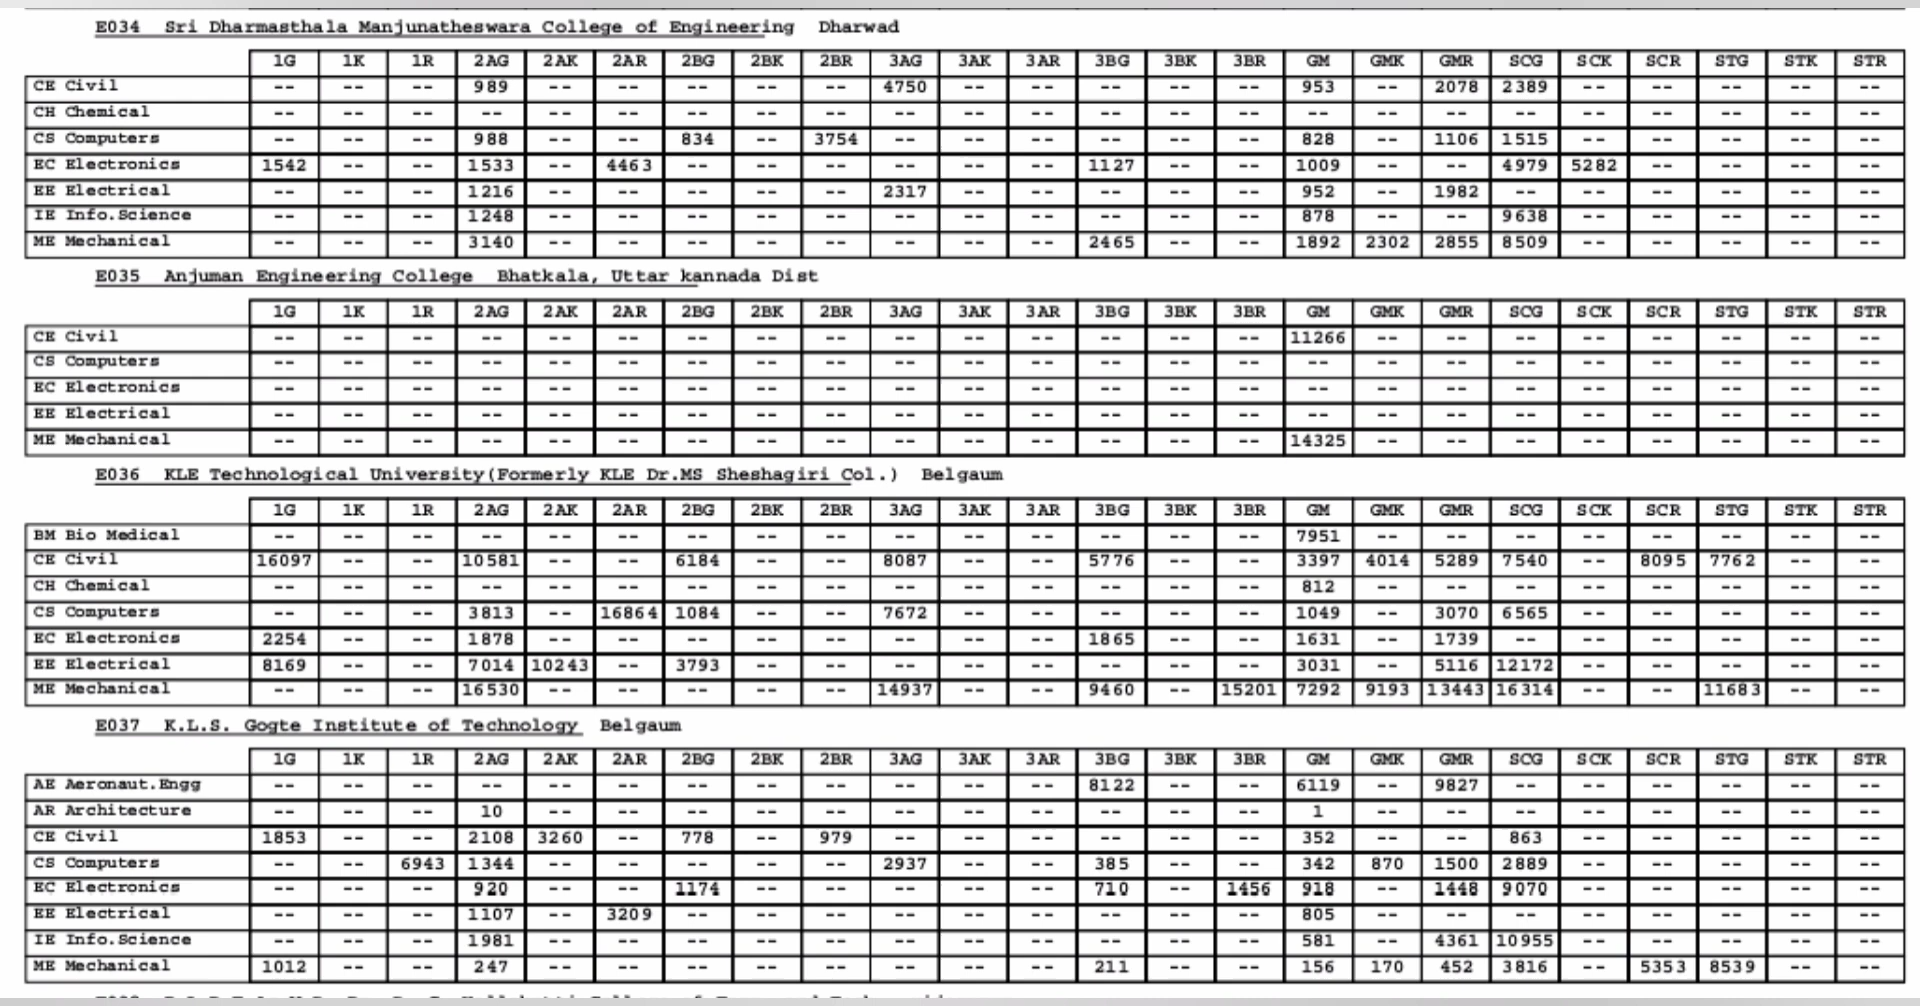 E034 Sri Dharmasthala Manjunatheswara College of Engineering Dharwad
1G 1K 1R 2AG 2AK 2AR 2BG 2BK 2BR 3AG 3AK 3AR 3BG 3BK 3BR GM GMK GMR SCG SCK SCR STG STK STR
CE Civil -- -- -- 989 -- -- -- -- -- 4750 -- -- -- -- -- 953 -- 2078 2389 -- -- -- -- --
CH Chemical -- -- -- -- -- -- -- -- -- -- -- -- -- -- -- -- -- -- -- -- -- -- -- --
CS Computers -- -- -- 988 -- -- 834 -- 3754 -- -- -- -- -- -- 828 -- 1106 1515 -- -- -- -- --
EC Electronics 1542 -- -- 1533 -- 4463 -- -- -- -- -- -- 1127 -- -- 1009 -- -- 4979 5282 -- -- -- --
EE Electrical -- -- -- 1216 -- -- -- -- -- 2317 -- -- -- -- -- 952 -- 1982 -- -- -- -- -- --
IE Info.Science -- -- -- 1248 -- -- -- -- -- -- -- -- -- -- -- 878 -- -- 9638 -- -- -- -- --
ME Mechanical -- -- -- 3140 -- -- -- -- -- -- -- -- 2465 -- -- 1892 2302 2855 8509 -- -- -- -- --
E035 Anjuman Engineering College Bhatkala, Uttar kannada Dist
1G 1K 1R 2AG 2AK 2AR 2BG 2BK 2BR 3AG 3AK 3AR 3BG 3BK 3BR GM GMK GMR SCG SCK SCR STG STK STR
CE Civil -- -- -- -- -- -- -- -- -- -- -- -- -- -- -- 11266 -- -- -- -- -- -- -- --
CS Computers -- -- -- -- -- -- -- -- -- -- -- -- -- -- -- -- -- -- -- -- -- -- -- --
EC Electronics -- -- -- -- -- -- -- -- -- -- -- -- -- -- -- -- -- -- -- -- -- -- -- --
EE Electrical -- -- -- -- -- -- -- -- -- -- -- -- -- -- -- -- -- -- -- -- -- -- -- --
ME Mechanical -- -- -- -- -- -- -- -- -- -- -- -- -- -- -- 14325 -- -- -- -- -- -- -- --
E036 KLE Technological University(Formerly KLE Dr.MS Sheshagiri Col.) Belgaum
1G 1K 1R 2AG 2AK 2AR 2BG 2BK 2BR 3AG 3AK 3AR 3BG 3BK 3BR GM GMK GMR SCG SCK SCR STG STK STR
BM Bio Medical -- -- -- -- -- -- -- -- -- -- -- -- -- -- -- 7951 -- -- -- -- -- -- -- --
CE Civil 16097 -- -- 10581 -- -- 6184 -- -- 8087 -- -- 5776 -- -- 3397 4014 5289 7540 -- 8095 7762 -- --
CH Chemical -- -- -- -- -- -- -- -- -- -- -- -- -- -- -- 812 -- -- -- -- -- -- -- --
CS Computers -- -- -- 3813 -- 16864 1084 -- -- 7672 -- -- -- -- -- 1049 -- 3070 6565 -- -- -- -- --
EC Electronics 2254 -- -- 1878 -- -- -- -- -- -- -- -- 1865 -- -- 1631 -- 1739 -- -- -- -- -- --
EE Electrical 8169 -- -- 7014 10243 -- 3793 -- -- -- -- -- -- -- -- 3031 -- 5116 12172 -- -- -- -- --
ME Mechanical -- -- -- 16530 -- -- -- -- -- 14937 -- -- 9460 -- 15201 7292 9193 13443 16314 -- -- 11683 -- --
E037 K.L.S. Gogte Institute of Technology Belgaum
1G 1K 1R 2AG 2AK 2AR 2BG 2BK 2BR 3AG 3AK 3AR 3BG 3BK 3BR GM GMK GMR SCG SCK SCR STG STK STR
AE Aeronaut.Engg -- -- -- -- -- -- -- -- -- -- -- -- 8122 -- -- 6119 -- 9827 -- -- -- -- -- --
AR Architecture -- -- -- 10 -- -- -- -- -- -- -- -- -- -- -- 1 -- -- -- -- -- -- -- --
CE Civil 1853 -- -- 2108 3260 -- 778 -- 979 -- -- -- -- -- -- 352 -- -- 863 -- -- -- -- --
CS Computers -- -- 6943 1344 -- -- -- -- -- 2937 -- -- 385 -- -- 342 870 1500 2889 -- -- -- -- --
EC Electronics -- -- -- 920 -- -- 1174 -- -- -- -- -- 710 -- 1456 918 -- 1448 9070 -- -- -- -- --
EE Electrical -- -- -- 1107 -- 3209 -- -- -- -- -- -- -- -- -- 805 -- -- -- -- -- -- -- --
IE Info.Science -- -- -- 1981 -- -- -- -- -- -- -- -- -- -- -- 581 -- 4361 10955 -- -- -- -- --
ME Mechanical 1012 -- -- 247 -- -- -- -- -- -- -- -- 211 -- -- 156 170 452 3816 -- 5353 8539 -- --